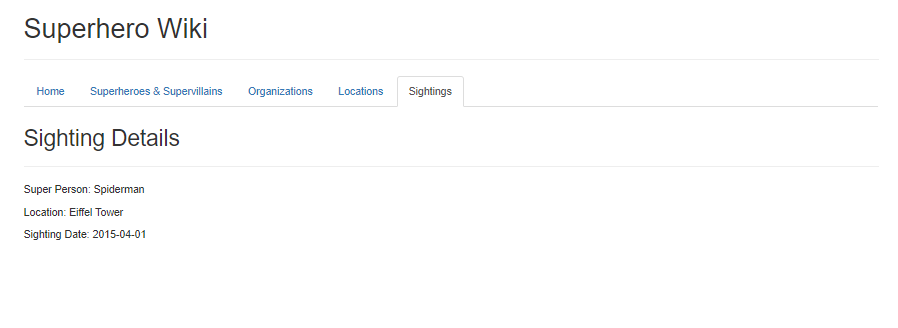 Superhero Wiki
Home Superheroes & Supervillains Organizations Locations Sightings
Sighting Details
Super Person: Spiderman
Location: Eiffel Tower
Sighting Date: 2015-04-01